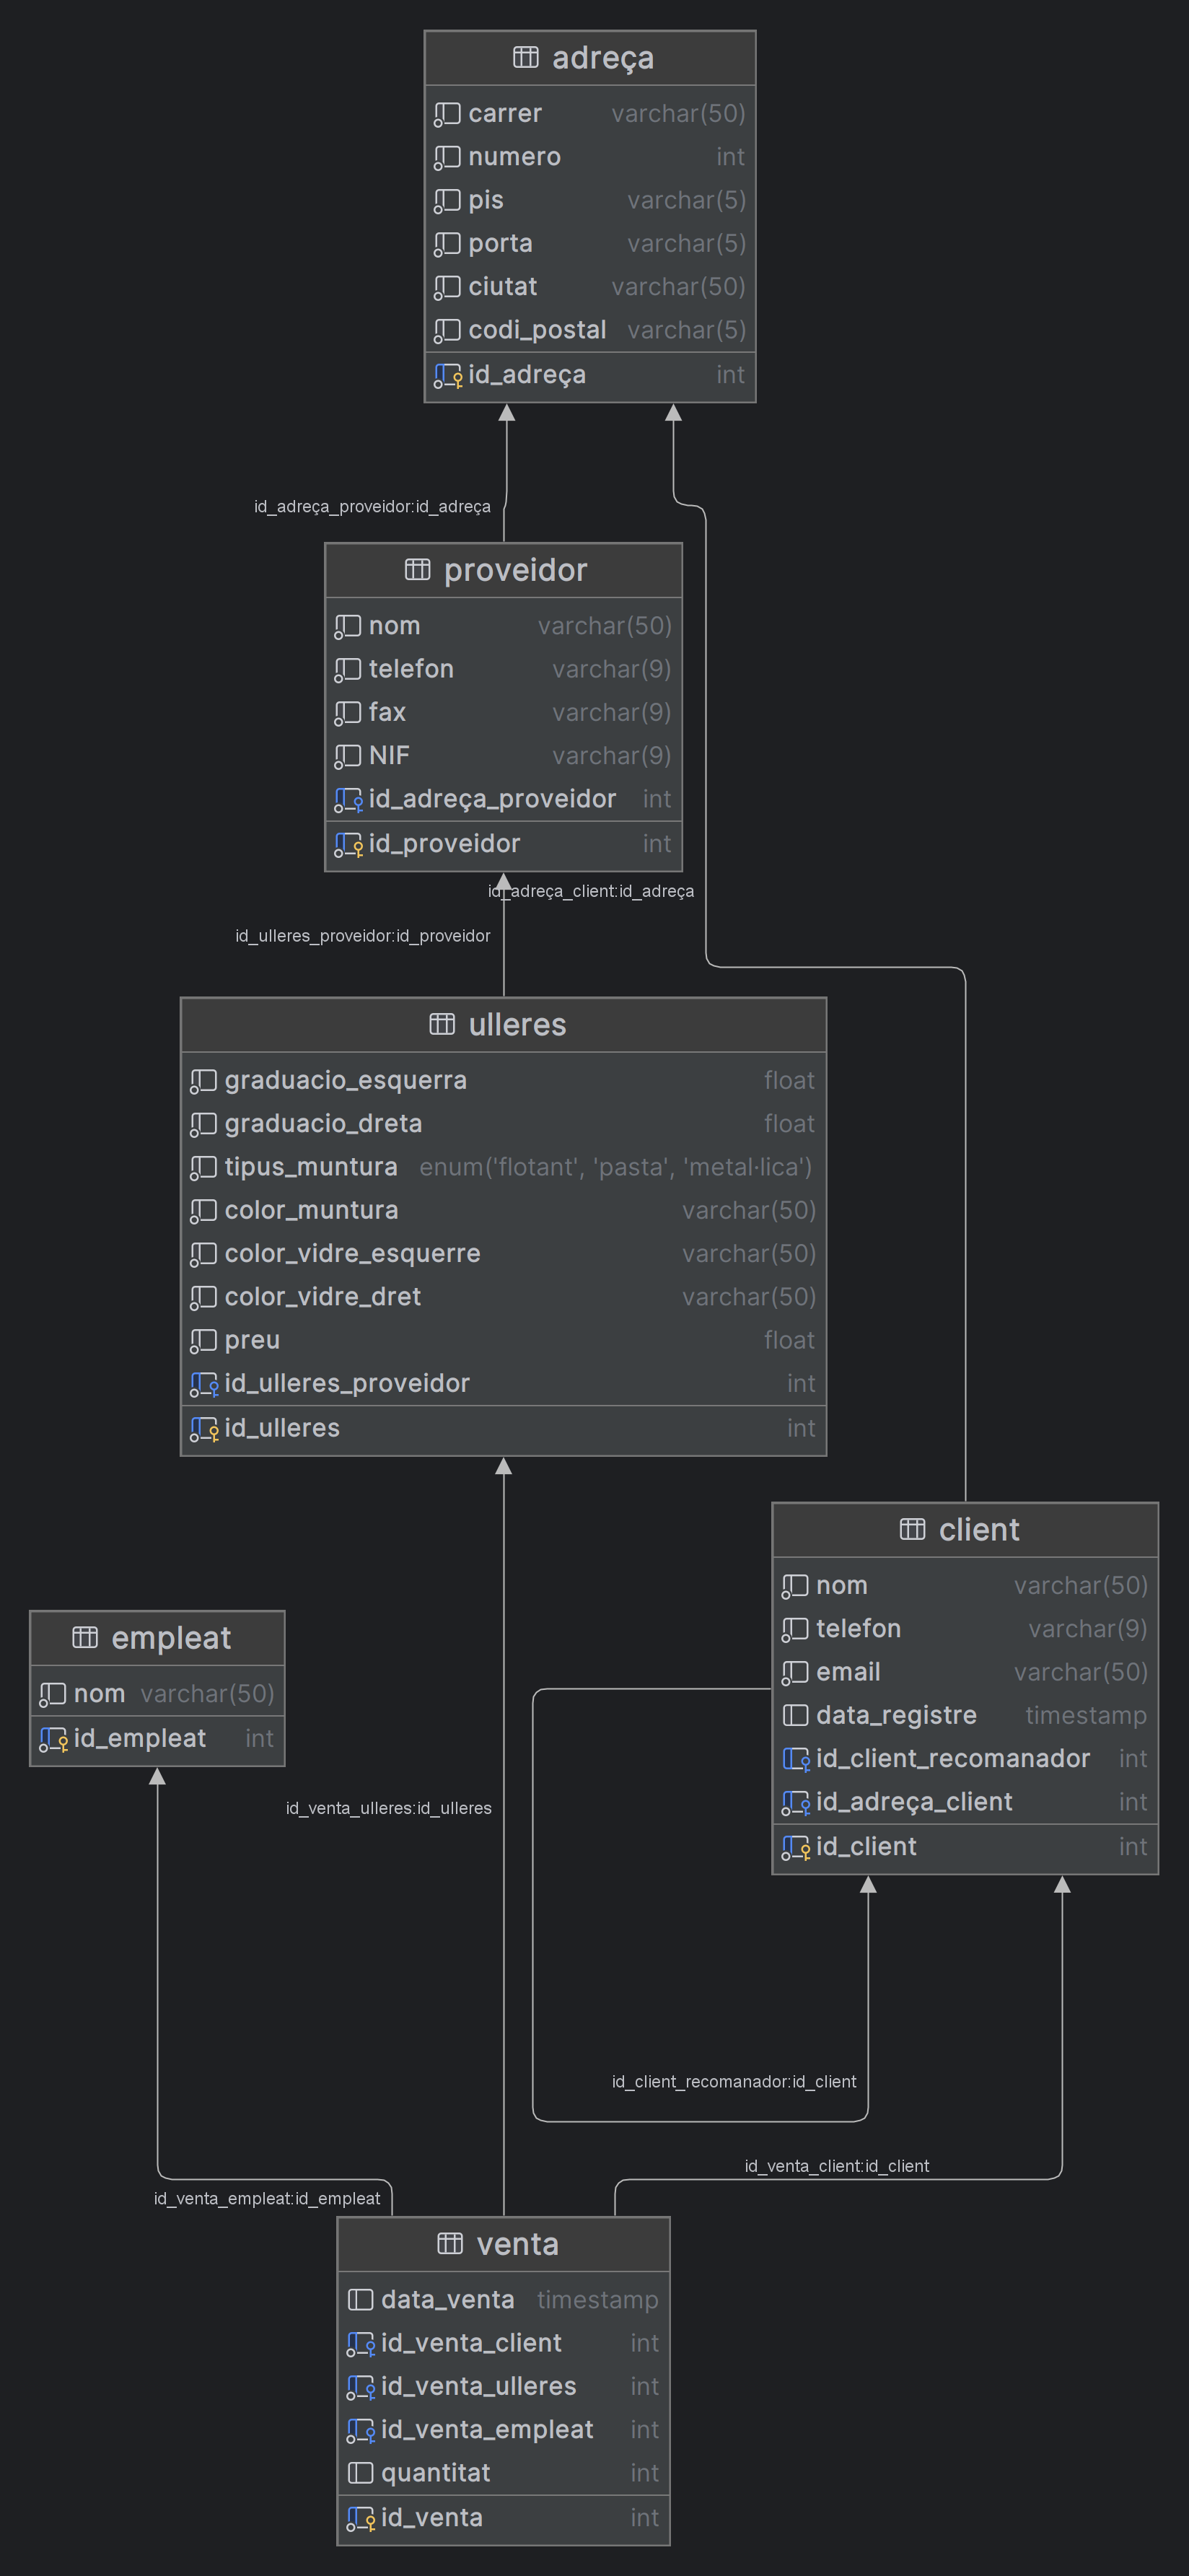 adreça
carrer varchar(50)
numero int
pis varchar(5)
porta varchar(5)
ciutat varchar(50)
codi_postal varchar(5)
id_adreça int
id_adreça_proveidor:id_adreça
proveidor
nom varchar(50)
telefon varchar(9)
fax varchar(9)
NIF varchar(9)
id_adreça_proveidor int
id_proveidor int
id_adreça_client:id_adreça
id_ulleres_proveidor:id_proveidor
ulleres
graduacio_esquerra float
graduacio_dreta float
tipus_muntura enum('flotant', 'pasta', 'metal·lica')
color_muntura varchar(50)
color_vidre_esquerre varchar(50)
color_vidre_dret varchar(50)
preu float
id_ulleres_proveidor int
id_ulleres int
client
nom varchar(50)
telefon varchar(9)
email varchar(50)
data_registre timestamp
id_client_recomanador int
id_adreça_client int
id_client int
empleat
nom varchar(50)
id_empleat int
id_venta_ulleres:id_ulleres
id_client_recomanador:id_client
id_venta_client:id_client
id_venta_empleat:id_empleat
venta
data_venta timestamp
id_venta_client int
id_venta_ulleres int
id_venta_empleat int
quantitat int
id_venta int